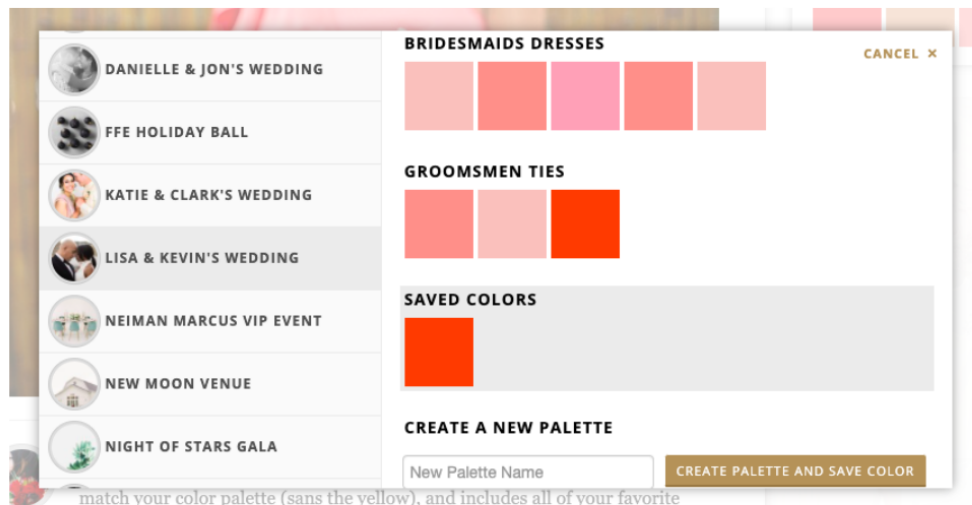 DANIELLE & JON'S WEDDING
FFE HOLIDAY BALL
KATIE & CLARK'S WEDDING
LISA & KEVIN'S WEDDING
NEIMAN MARCUS VIP EVENT
NEW MOON VENUE
NIGHT OF STARS GALA
CANCEL ×
BRIDESMAIDS DRESSES
GROOMSMEN TIES
SAVED COLORS
CREATE A NEW PALETTE
New Palette Name
CREATE PALETTE AND SAVE COLOR
match your color palette (sans the yellow), and includes all of your favorite